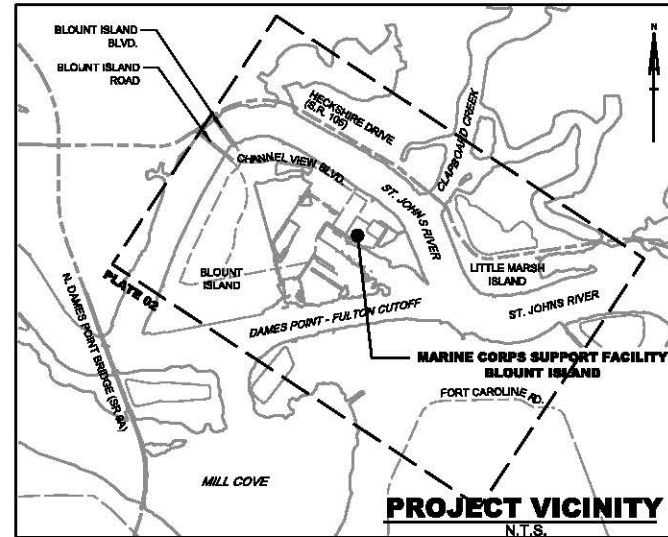 BLOUNT ISLAND
BLVD.
BLOUNT ISLAND
ROAD
N
HECKSHIRE DRIVE
(S.R. 105)
CLAPBOARD CREEK
CHANNEL VIEW BLVD.
ST. JOHN S RIVER
BLOUNT
ISLAND
PLATE 02
LITTLE MARSH
ISLAND
ST. JOHNS RIVER
DAMES POINT - FULTON CUTOFF
N. DAMES POINT BRIDGE (SR 9A)
MARINE CORPS SUPPORT FACILITY
BLOUNT ISLAND
FORT CAROLINE RD.
MILL COVE
PROJECT VICINITY
N.T.S.